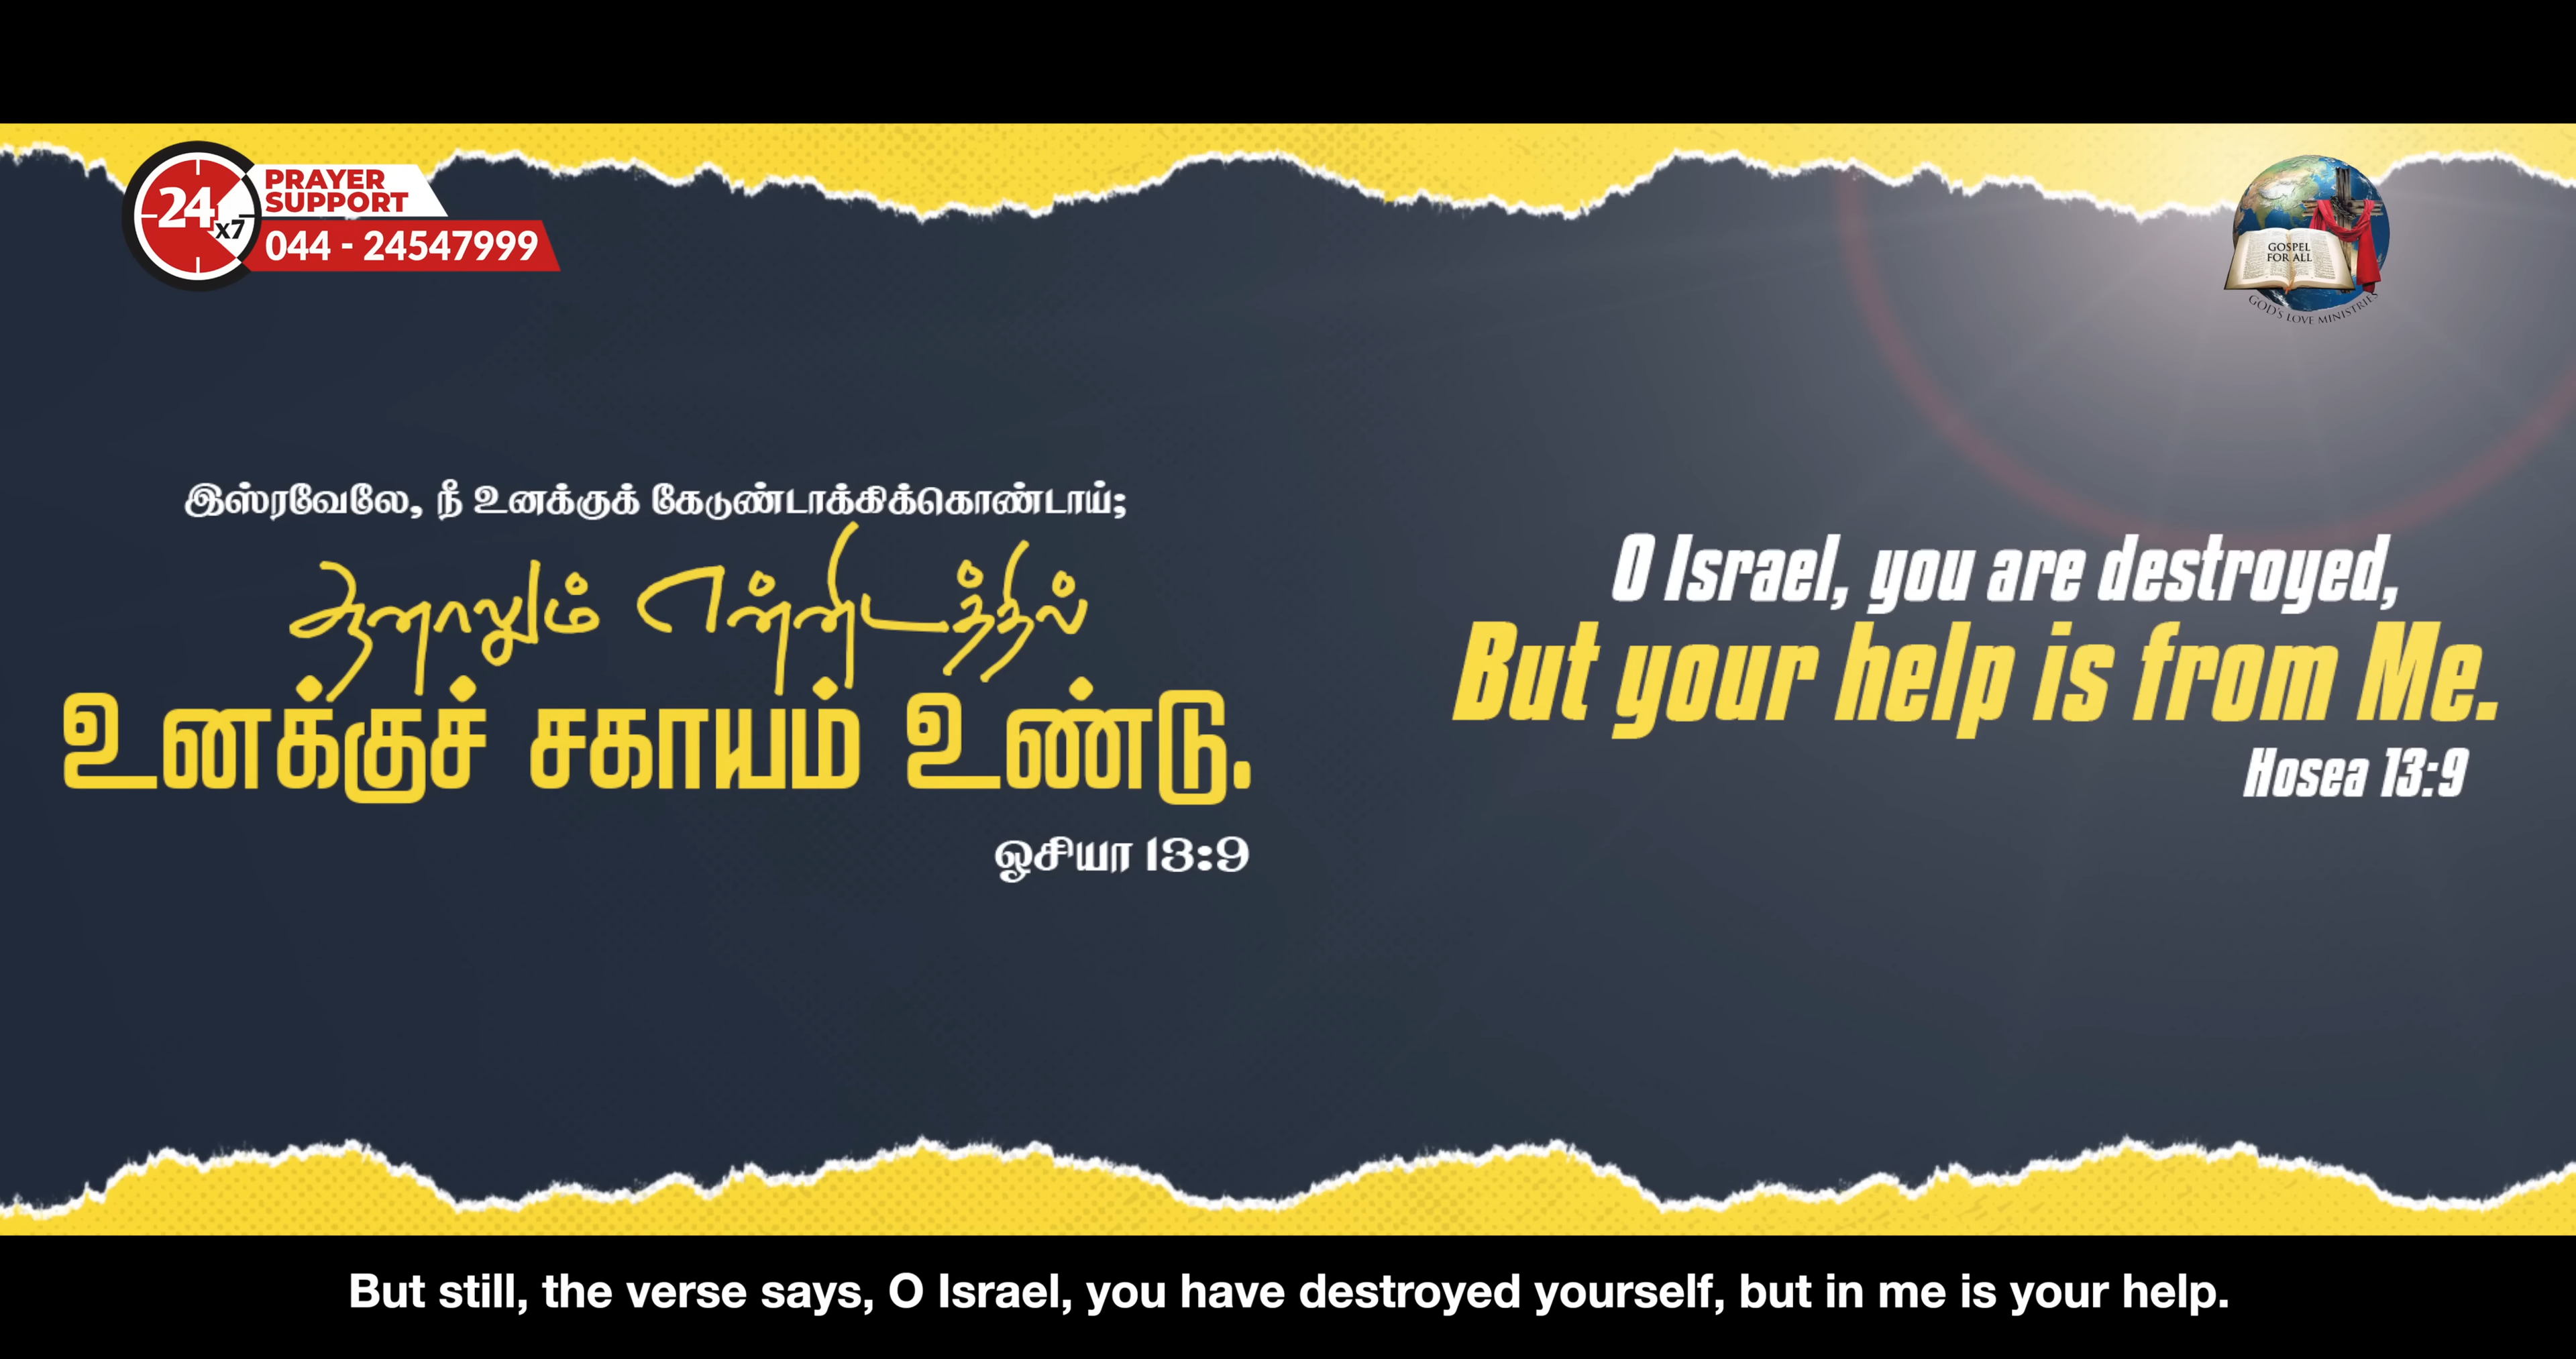 24x7
PRAYER
SUPPORT
044 - 24547999
GOSPEL
FOR ALL
GOD'S LOVE MINISTRIES
இஸ்ரவேலே, நீ உனக்குக் கேடுண்டாக்கிக்கொண்டாய்;
ஆனாலும் என்னிடத்தில்
உனக்குச் சகாயம் உண்டு.
ஓசியா 13:9
O Israel, you are destroyed,
But your help is from Me.
Hosea 13:9
But still, the verse says, O Israel, you have destroyed yourself, but in me is your help.